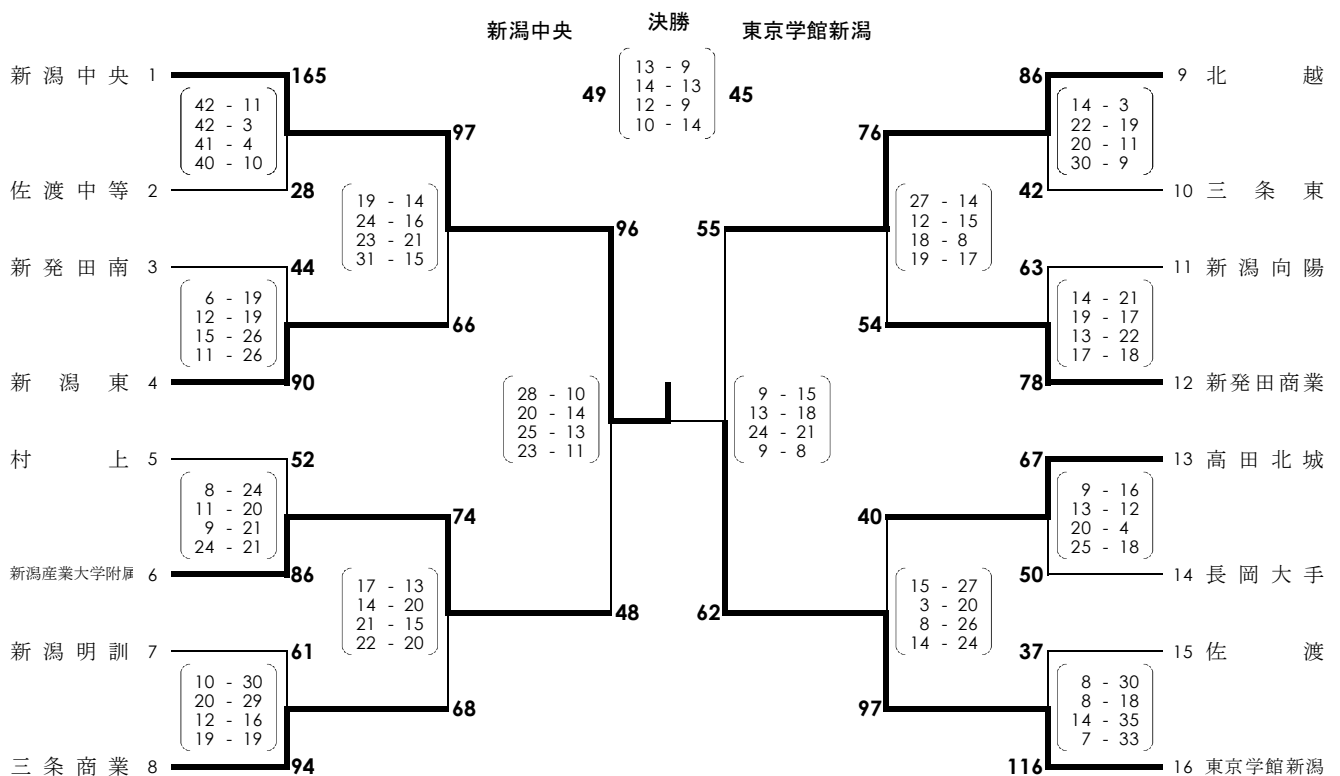 決勝
新潟中央 東京学館新潟
49 45
13 - 9
14 - 13
12 - 9
10 - 14
新潟中央 1 165
42 - 11
42 - 3
41 - 4
40 - 10
佐渡中等 2 28
97
19 - 14
24 - 16
23 - 21
31 - 15
66
新発田南 3 44
6 - 19
12 - 19
15 - 26
11 - 26
新潟東 4 90
96
28 - 10
20 - 14
25 - 13
23 - 11
48
村上 5 52
8 - 24
11 - 20
9 - 21
24 - 21
新潟産業大学附属 6 86
74
17 - 13
14 - 20
21 - 15
22 - 20
68
新潟明訓 7 61
10 - 30
20 - 29
12 - 16
19 - 19
三条商業 8 94
86 9 北越
14 - 3
22 - 19
20 - 11
30 - 9
42 10 三条東
76
27 - 14
12 - 15
18 - 8
19 - 17
54
63 11 新潟向陽
14 - 21
19 - 17
13 - 22
17 - 18
78 12 新発田商業
55
9 - 15
13 - 18
24 - 21
9 - 8
62
67 13 高田北城
9 - 16
13 - 12
20 - 4
25 - 18
50 14 長岡大手
40
15 - 27
3 - 20
8 - 26
14 - 24
97
37 15 佐渡
8 - 30
8 - 18
14 - 35
7 - 33
116 16 東京学館新潟